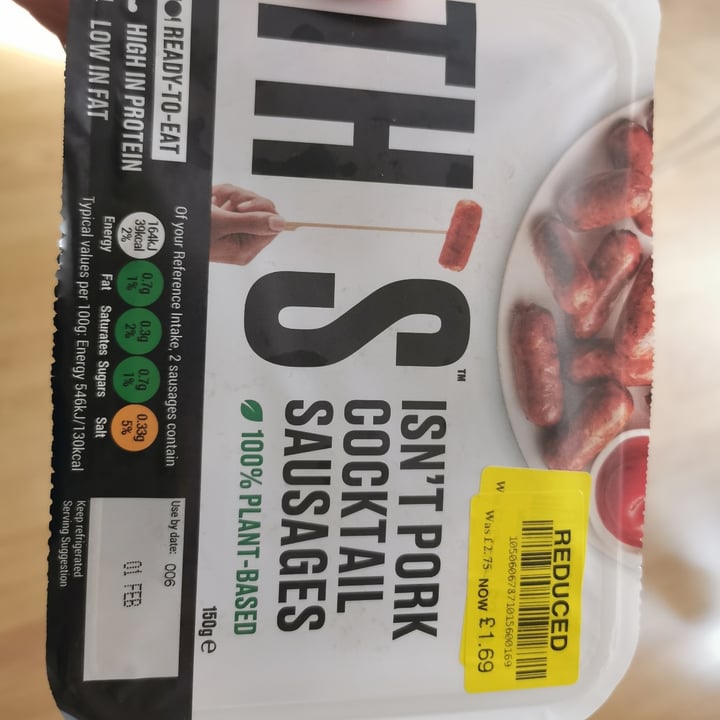 THIS™
ISN'T PORK
COCKTAIL
SAUSAGES
100% PLANT-BASED
150g e
REDUCED
10506067871015600169
W
Was £2.75 NOW £1.69
READY-TO-EAT
HIGH IN PROTEIN
LOW IN FAT
Of your Reference Intake 2 sausages contain
164kJ 0.7g 0.3g 0.7g 0.33g
39kcal 1% 2% 1% 5%
2%
Energy Fat Saturates Sugars Salt
Typical values per 100g: Energy 546kJ/130kcal
Use by date: 006
01 FEB
Keep refrigerated
Serving Suggestion